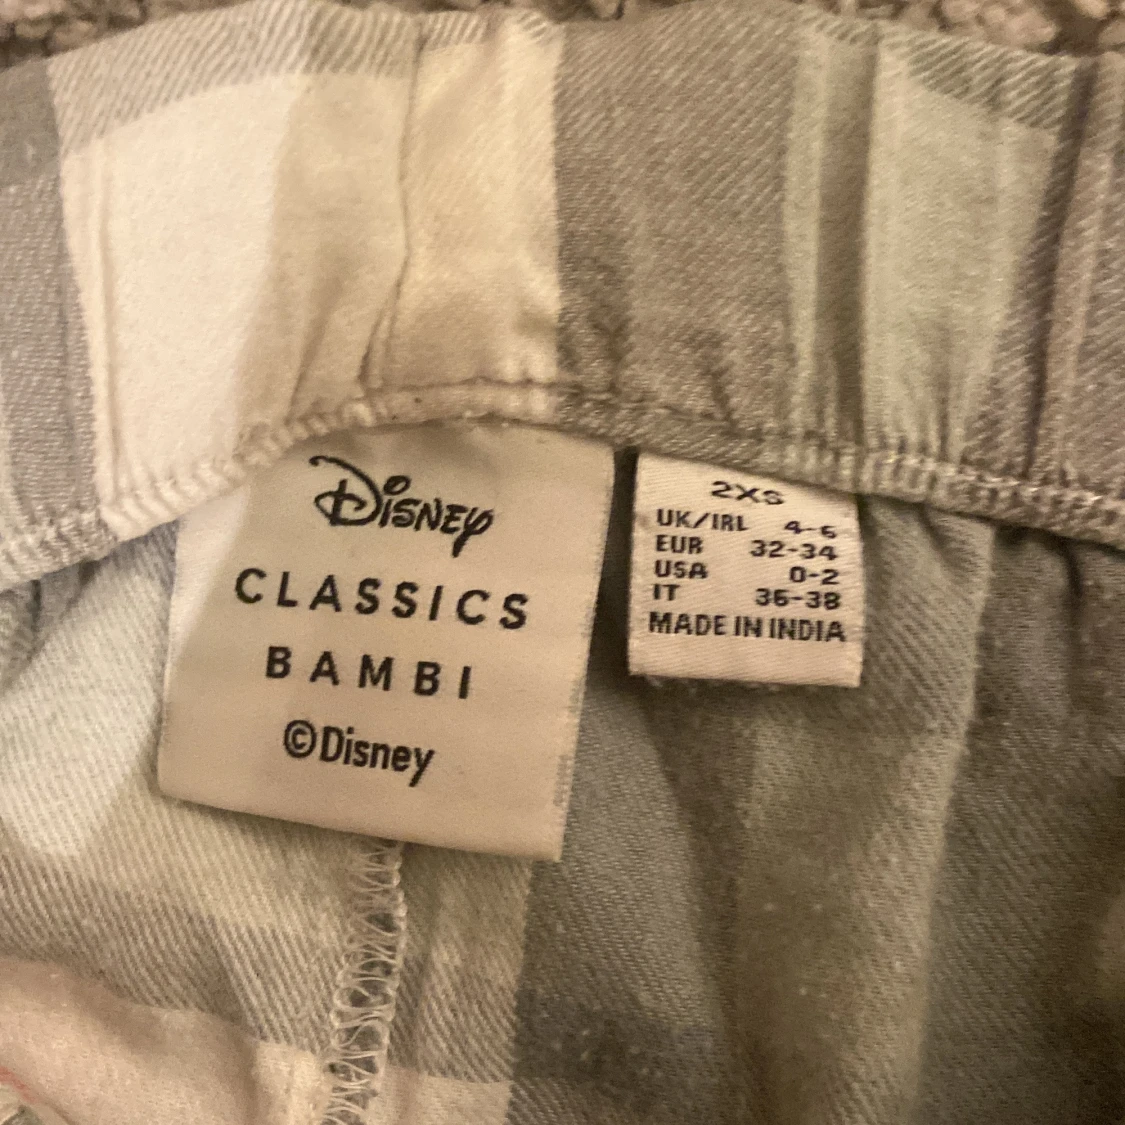 Disney
CLASSICS
BAMBI
©Disney
2XS
UK/IRL 4-6
EUR 32-34
USA 0-2
IT 36-38
MADE IN INDIA